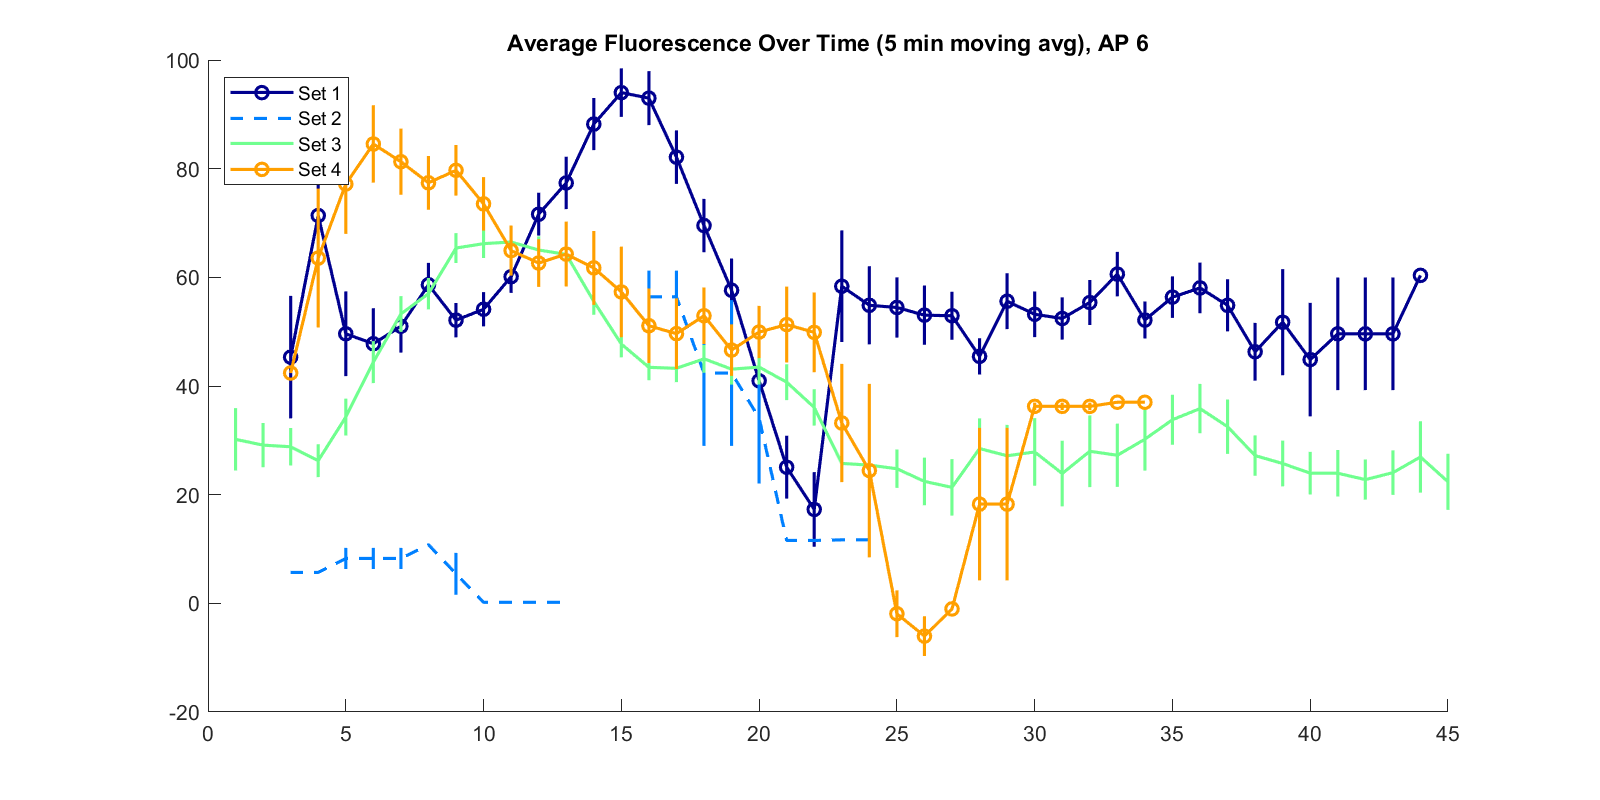 Average Fluorescence Over Time (5 min moving avg), AP 6
100
80
60
40
20
0
-20
Set 1
Set 2
Set 3
Set 4
0 5 10 15 20 25 30 35 40 45